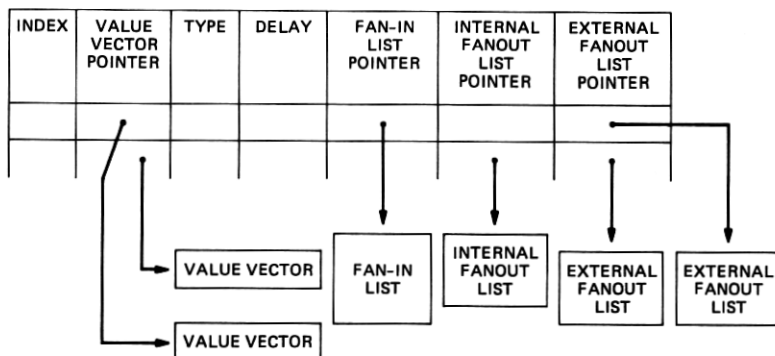 INDEX
VALUE
VECTOR
POINTER
TYPE
DELAY
FAN-IN
LIST
POINTER
INTERNAL
FANOUT
LIST
POINTER
EXTERNAL
FANOUT
LIST
POINTER
VALUE VECTOR
VALUE VECTOR
FAN-IN
LIST
INTERNAL
FANOUT
LIST
EXTERNAL
FANOUT
LIST
EXTERNAL
FANOUT
LIST